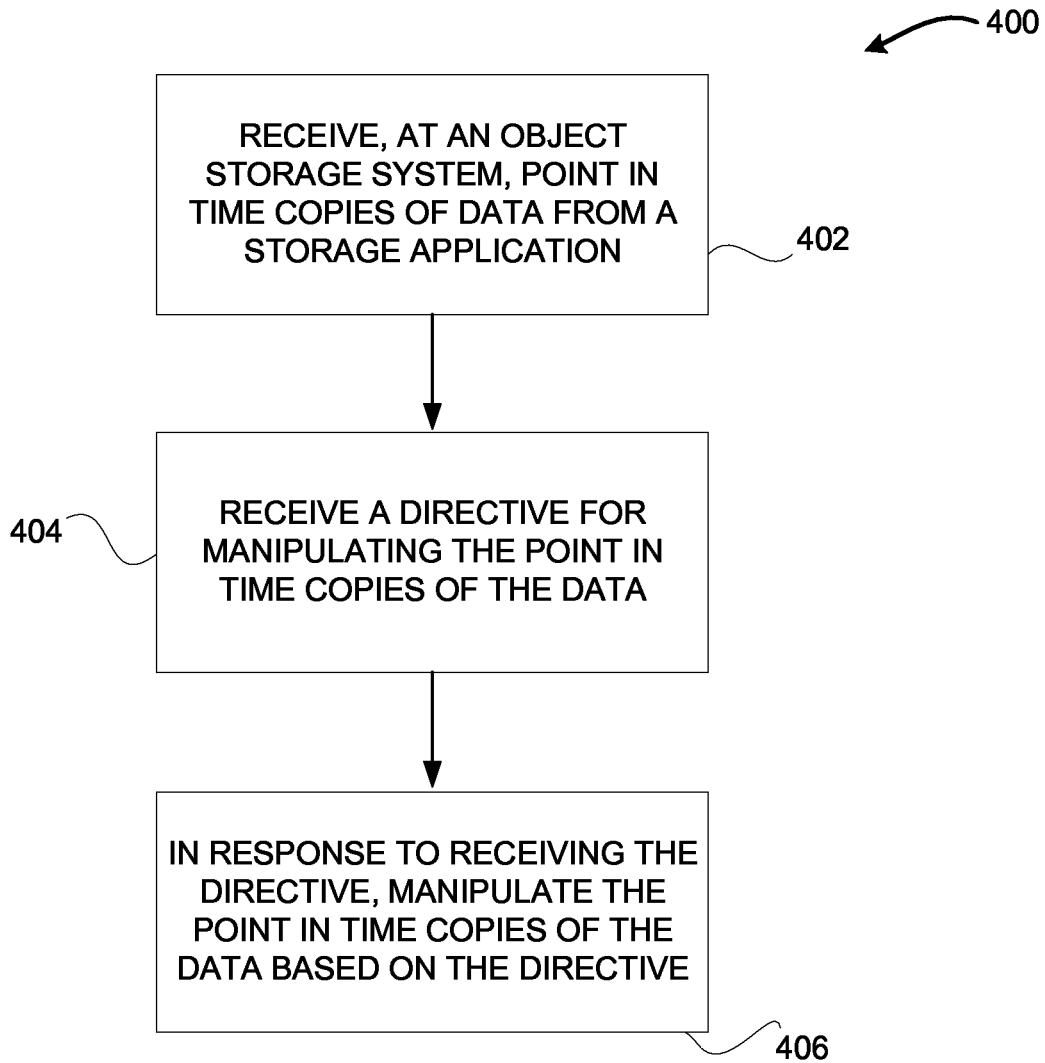 400
RECEIVE, AT AN OBJECT
STORAGE SYSTEM, POINT IN
TIME COPIES OF DATA FROM A
STORAGE APPLICATION
402
RECEIVE A DIRECTIVE FOR
MANIPULATING THE POINT IN
TIME COPIES OF THE DATA
404
IN RESPONSE TO RECEIVING THE
DIRECTIVE, MANIPULATE THE
POINT IN TIME COPIES OF THE
DATA BASED ON THE DIRECTIVE
406